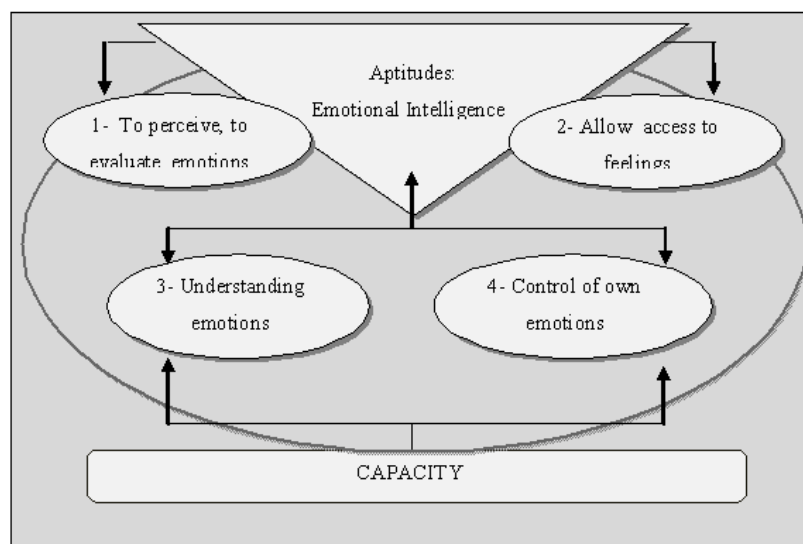 Aptitudes:
Emotional Intelligence
1- To perceive, to
evaluate emotions
2- Allow access to
feelings
3- Understanding
emotions
4- Control of own
emotions
CAPACITY